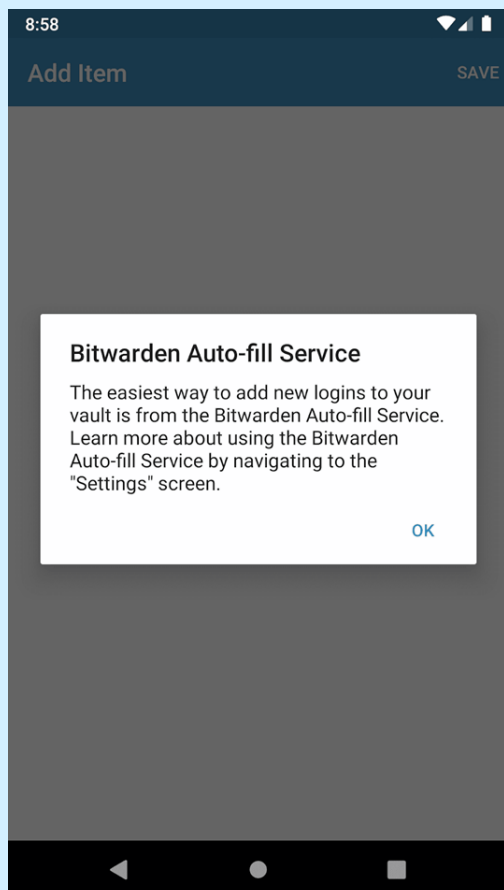 8:58
Add Item
SAVE
Bitwarden Auto-fill Service
The easiest way to add new logins to your
vault is from the Bitwarden Auto-fill Service.
Learn more about using the Bitwarden
Auto-fill Service by navigating to the
"Settings" screen.
OK